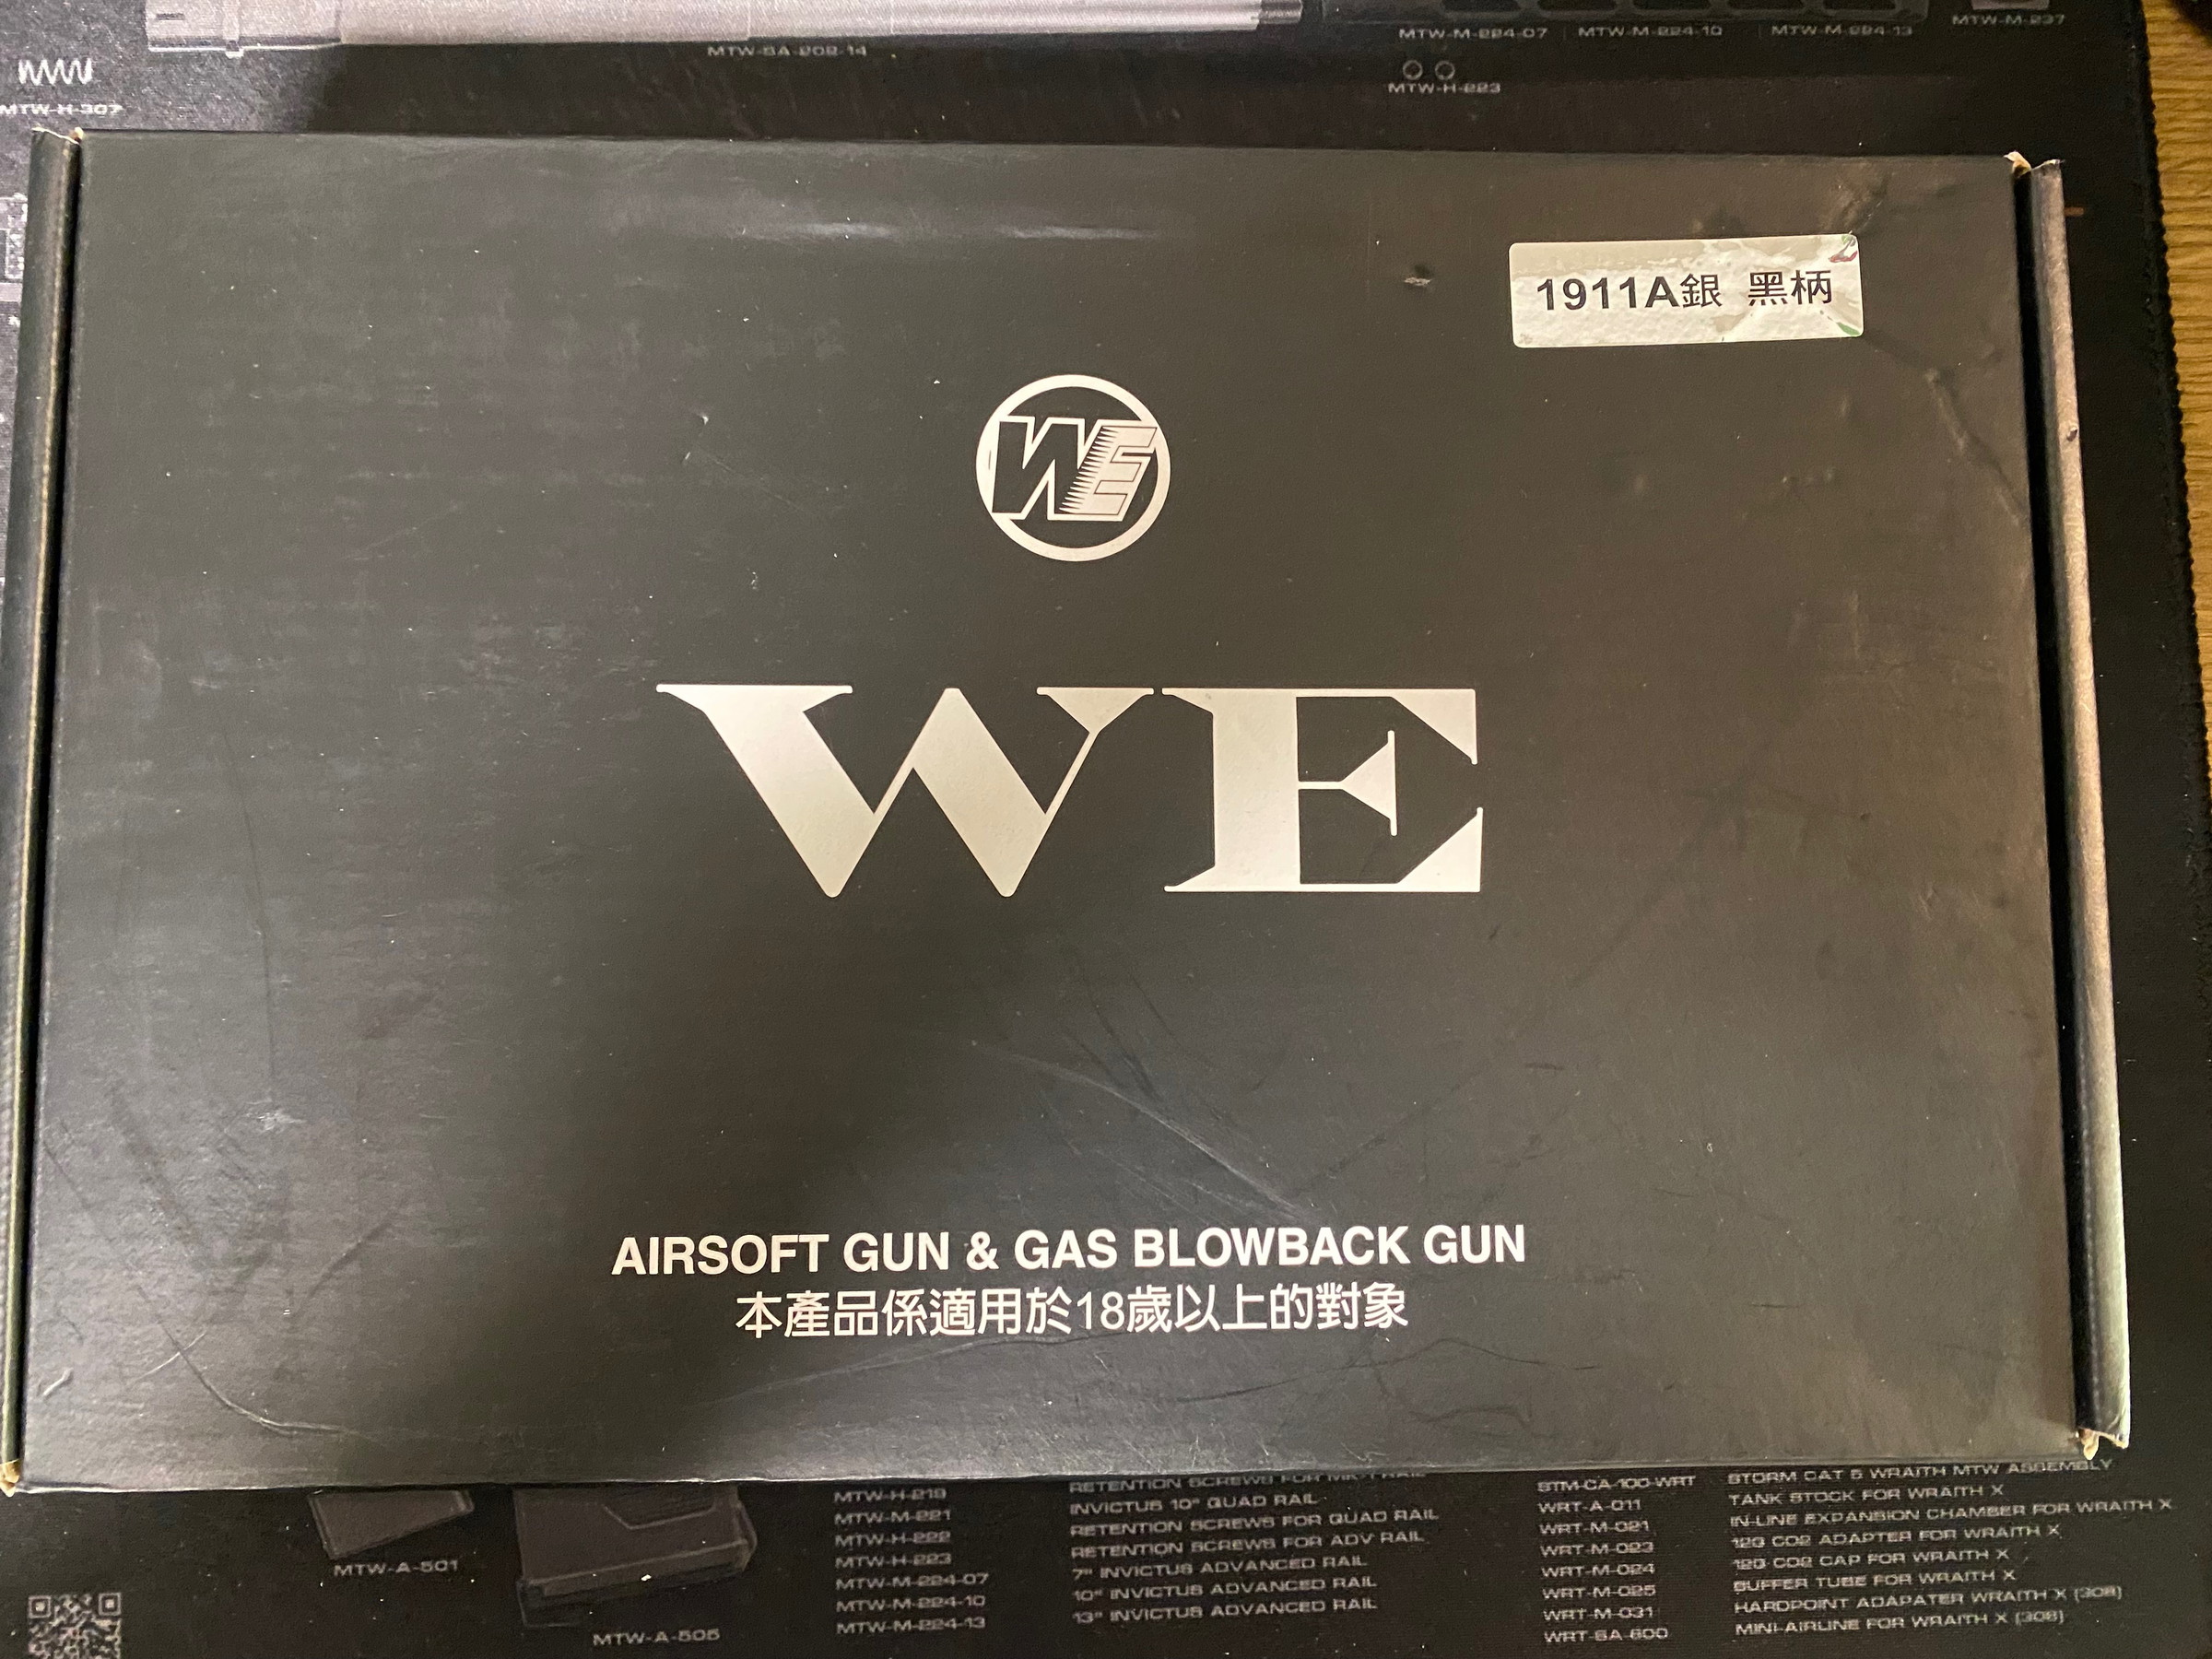 MTW-SA-202-14
MTW-M-224-07
MTW-M-224-10
MTW-M-224-13
MTW-M-237
MTW-H-307
MTW-H-223
1911A銀 黑柄
WE
WE
AIRSOFT GUN & GAS BLOWBACK GUN
本產品係適用於18歲以上的對象
MTW-A-501
MTW-A-505
MTW-H-219
MTW-M-221
MTW-H-222
MTW-H-223
MTW-M-224-07
MTW-M-224-10
MTW-M-224-13
RETENTION SCREWS FOR MK-1 RAIL
INVICTUS 10" QUAD RAIL
RETENTION SCREWS FOR QUAD RAIL
RETENTION SCREWS FOR ADV RAIL
7" INVICTUS ADVANCED RAIL
10" INVICTUS ADVANCED RAIL
13" INVICTUS ADVANCED RAIL
STM-CA-100-WRT
WRT-A-011
WRT-M-021
WRT-M-023
WRT-M-024
WRT-M-025
WRT-M-031
WRT-SA-600
STORM CAT 5 WRAITH MTW ASSEMBLY
TANK STOCK FOR WRAITH X
IN-LINE EXPANSION CHAMBER FOR WRAITH X
12G CO2 ADAPTER FOR WRAITH X
12G CO2 CAP FOR WRAITH X
BUFFER TUBE FOR WRAITH X
HARDPOINT ADAPATER WRAITH X (308)
MINI-AIRLINE FOR WRAITH X (308)